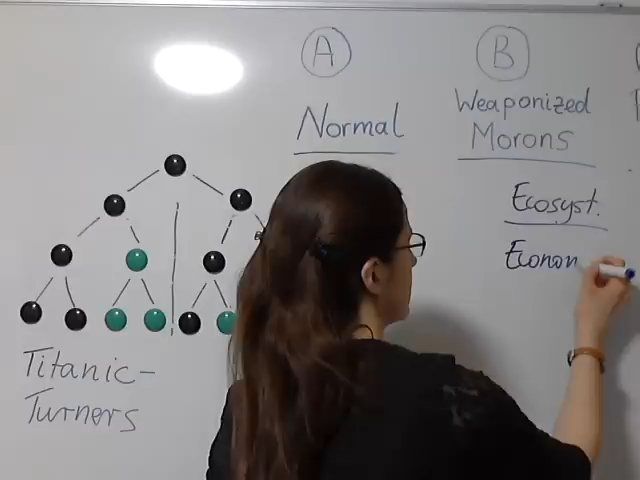 A
B
Normal
Weaponized
Morons
Ecosyst.
Econom
Titanic-
Turners